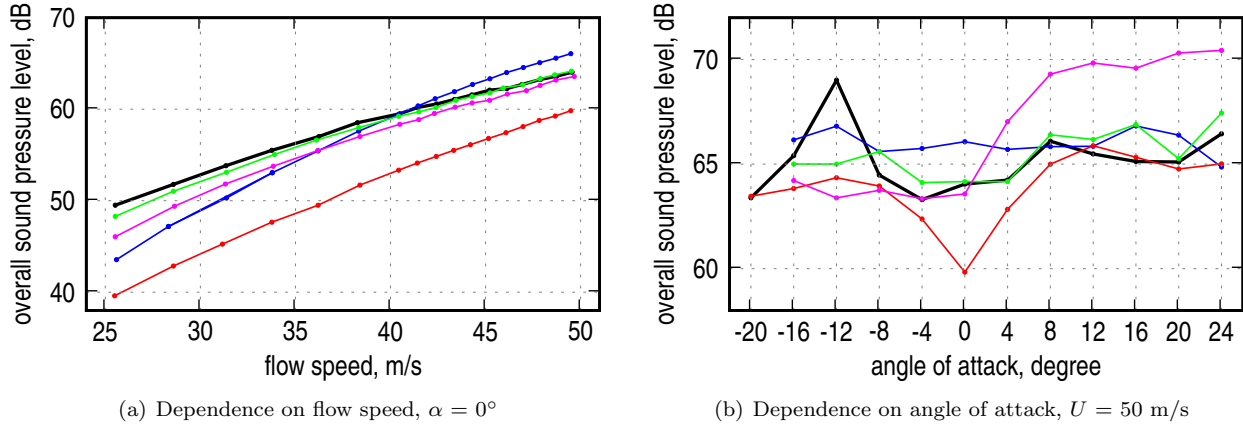 overall sound pressure level, dB
70
60
50
40
25 30 35 40 45 50
flow speed, m/s
(a) Dependence on flow speed, α = 0°
overall sound pressure level, dB
70
65
60
-20 -16 -12 -8 -4 0 4 8 12 16 20 24
angle of attack, degree
(b) Dependence on angle of attack, U = 50 m/s